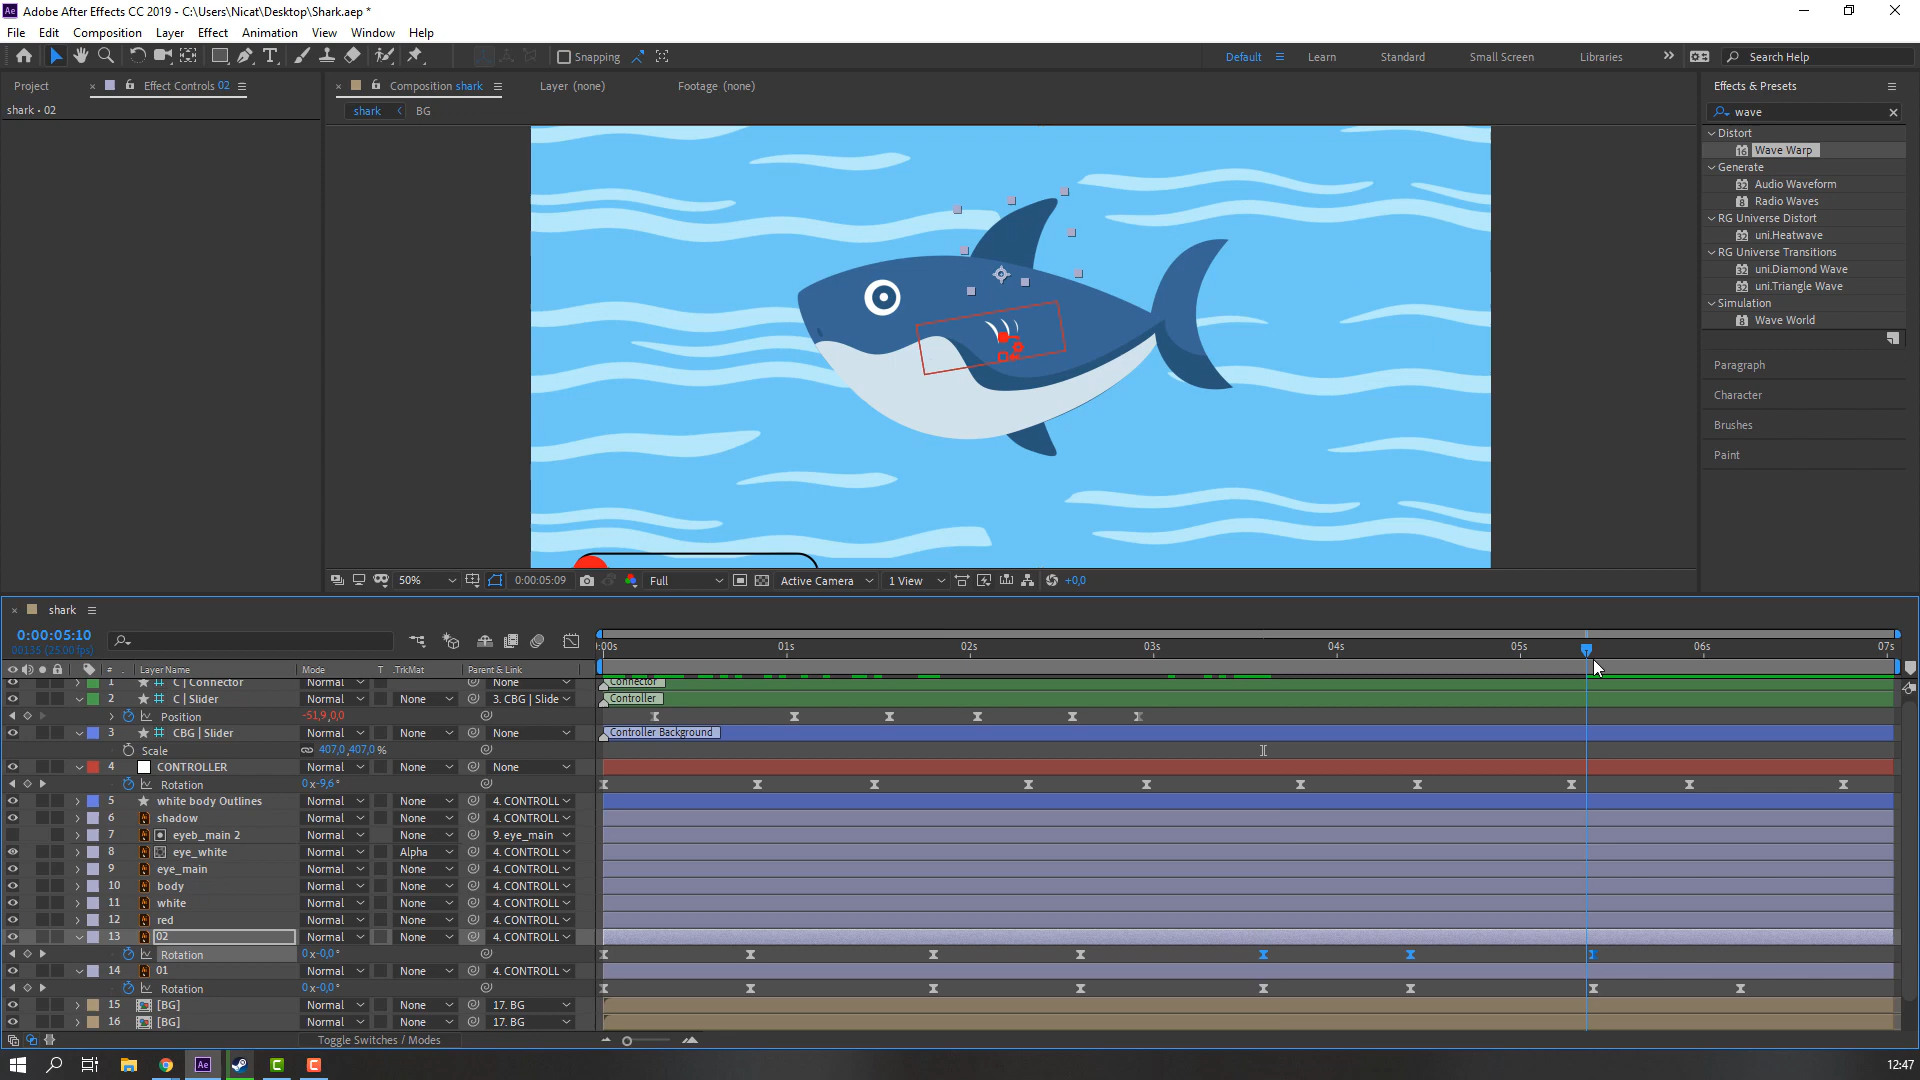 Adobe After Effects CC 2019 - C:\Users\Nicat\Desktop\Shark.aep *
File Edit Composition Layer Effect Animation View Window Help
Snapping Default Learn Standard Small Screen Libraries Search Help
Project Effect Controls 02 Composition shark Layer (none) Footage (none) Effects & Presets
shark • 02 shark BG wave
Distort
Wave Warp
Generate
Audio Waveform
Radio Waves
RG Universe Distort
uni.Heatwave
RG Universe Transitions
uni.Diamond Wave
uni.Triangle Wave
Simulation
Wave World
Paragraph
Character
Brushes
Paint
50% 0:00:05:09 Full Active Camera 1 View +0,0
shark
0:00:05:10
00135 (25.00 fps)
:00s 01s 02s 03s 04s 05s 06s 07s
# Layer Name Mode T .TrkMat Parent & Link
1 C | Connector Normal None Connector
2 C | Slider Normal None 3. CBG | Slide Controller
Position -51,9,0,0
3 CBG | Slider Normal None None Controller Background
Scale 407,0,407,0 %
4 CONTROLLER Normal None None
Rotation 0 x-9,6°
5 white body Outlines Normal None 4. CONTROLL
6 shadow Normal None 4. CONTROLL
7 eyeb_main 2 Normal None 9. eye_main
8 eye_white Normal Alpha 4. CONTROLL
9 eye_main Normal None 4. CONTROLL
10 body Normal None 4. CONTROLL
11 white Normal None 4. CONTROLL
12 red Normal None 4. CONTROLL
13 02 Normal None 4. CONTROLL
Rotation 0 x-0,0°
14 01 Normal None 4. CONTROLL
Rotation 0 x-0,0°
15 [BG] Normal None 17. BG
16 [BG] Normal None 17. BG
Toggle Switches / Modes
12:47